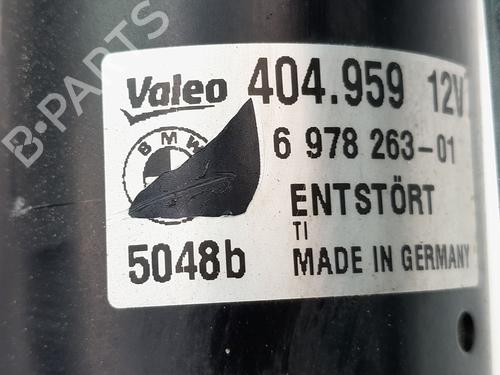 B-PARTS
Valeo 404.959 12V
BMW
6 978 263-01
ENTSTÖRT
TI
5048b MADE IN GERMANY